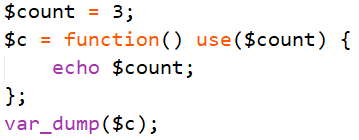 $count = 3;
$c = function() use($count) {
    echo $count;
};
var_dump($c);